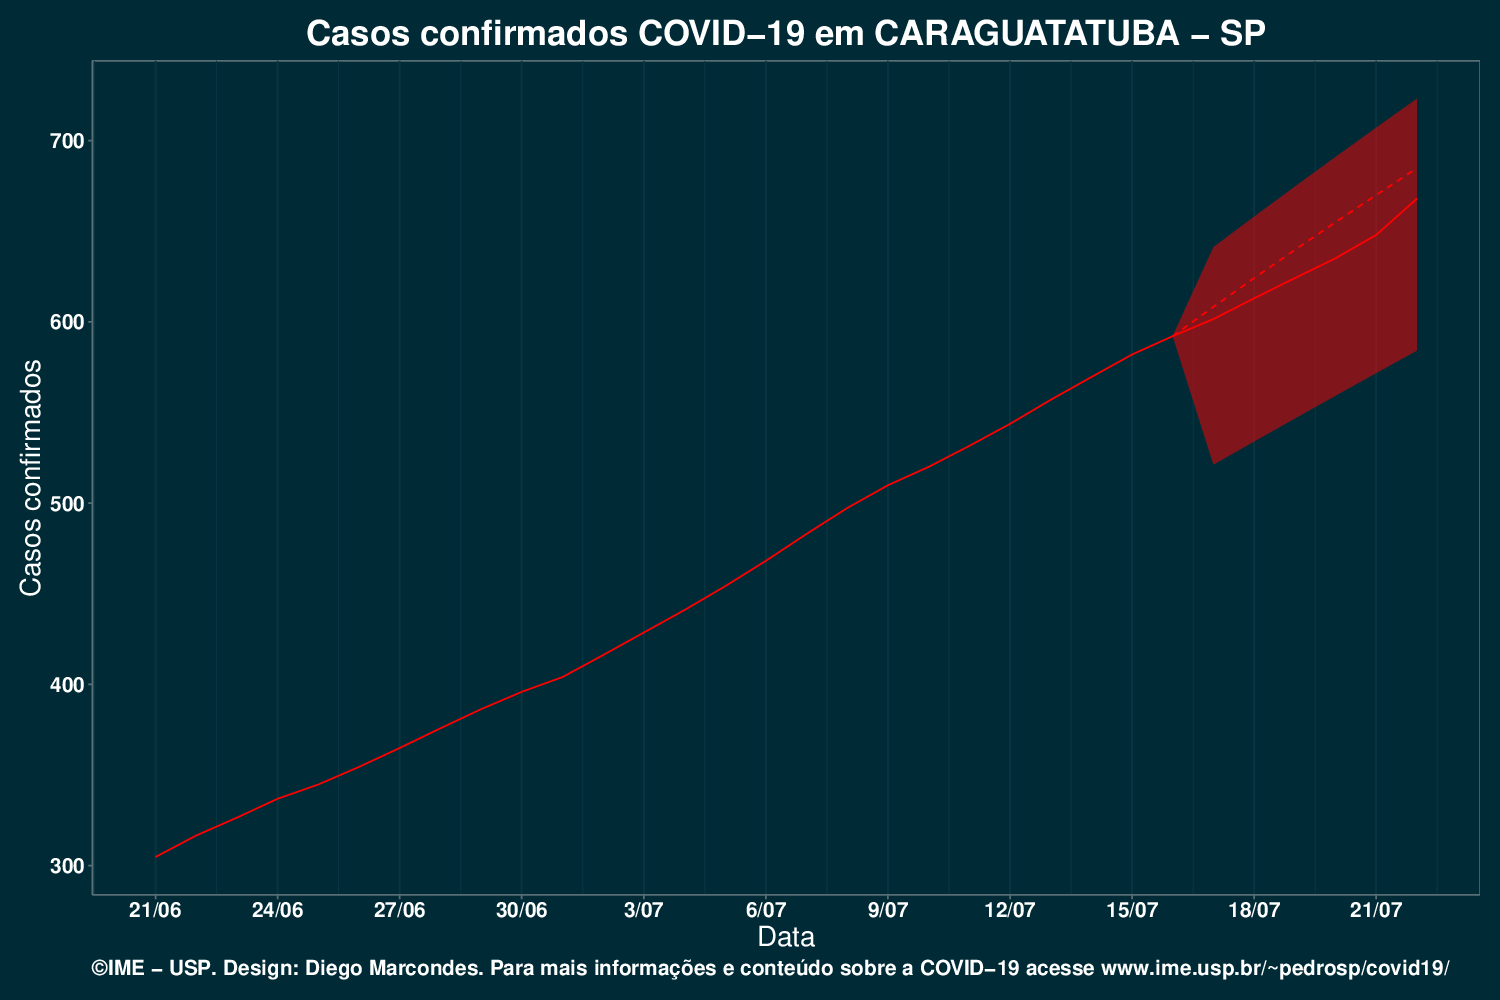 Casos confirmados COVID−19 em CARAGUATATUBA − SP
Casos confirmados
700
600
500
400
300
21/06 24/06 27/06 30/06 3/07 6/07 9/07 12/07 15/07 18/07 21/07
Data
©IME − USP. Design: Diego Marcondes. Para mais informações e conteúdo sobre a COVID−19 acesse www.ime.usp.br/~pedrosp/covid19/